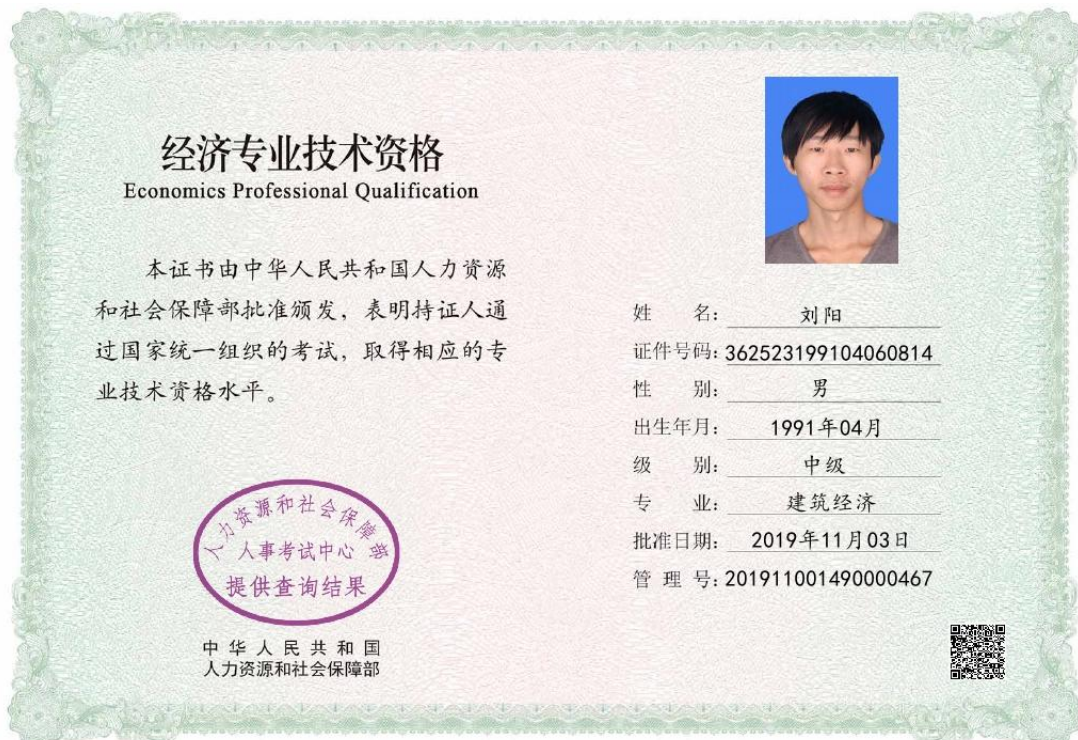 经济专业技术资格
Economics Professional Qualification
本证书由中华人民共和国人力资源
和社会保障部批准颁发，表明持证人通
过国家统一组织的考试，取得相应的专
业技术资格水平。
人力资源和社会保障部
人事考试中心
提供查询结果
中华人民共和国
人力资源和社会保障部
姓 名：刘阳
证件号码：362523199104060814
性 别：男
出生年月：1991年04月
级 别：中级
专 业：建筑经济
批准日期：2019年11月03日
管 理 号：201911001490000467